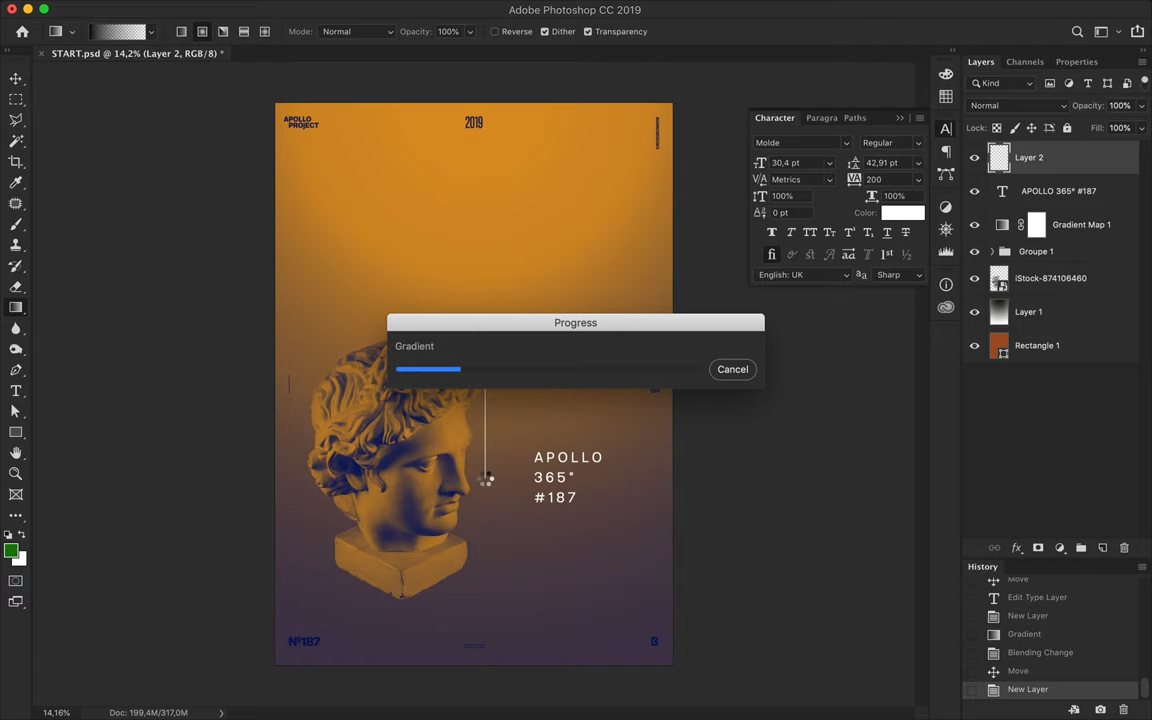 Adobe Photoshop CC 2019
Mode: Normal Opacity: 100% Reverse Dither Transparency
START.psd @ 14,2% (Layer 2, RGB/8) *
APOLLO
PROJECT
2019
APOLLO
365°
#187
Nº187
3
Progress
Gradient
Cancel
Character Paragra Paths
Molde Regular
30,4 pt 42,91 pt
Metrics 200
100% 100%
0 pt Color:
English: UK Sharp
Layers Channels Properties
Kind
Normal Opacity: 100%
Lock: Fill: 100%
Layer 2
APOLLO 365° #187
Gradient Map 1
Groupe 1
iStock-874106460
Layer 1
Rectangle 1
History
Move
Edit Type Layer
New Layer
Gradient
Blending Change
Move
New Layer
14,16% Doc: 199,4M/317,0M